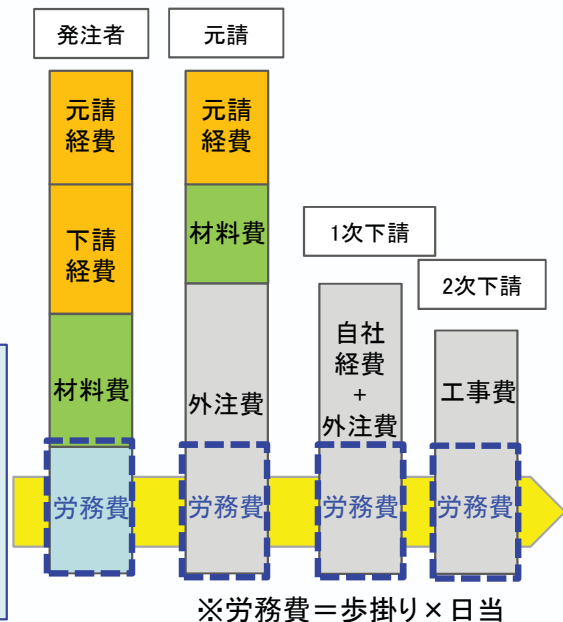 発注者
元請
経費
下請
経費
材料費
労務費
元請
元請
経費
材料費
外注費
労務費
1次下請
自社
経費
+
外注費
労務費
2次下請
工事費
労務費
※労務費＝歩掛り×日当